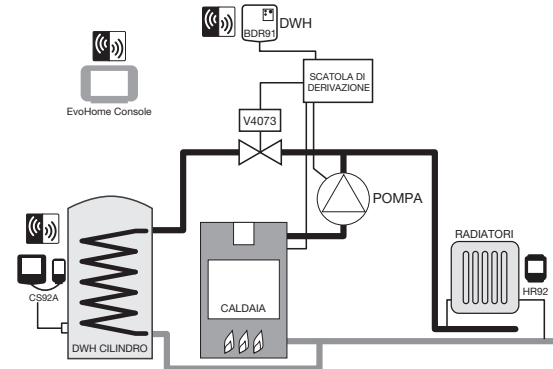 BDR91
DWH
EvoHome Console
SCATOLA DI
DERIVAZIONE
V4073
POMPA
RADIATORI
HR92
CS92A
CALDAIA
DWH CILINDRO